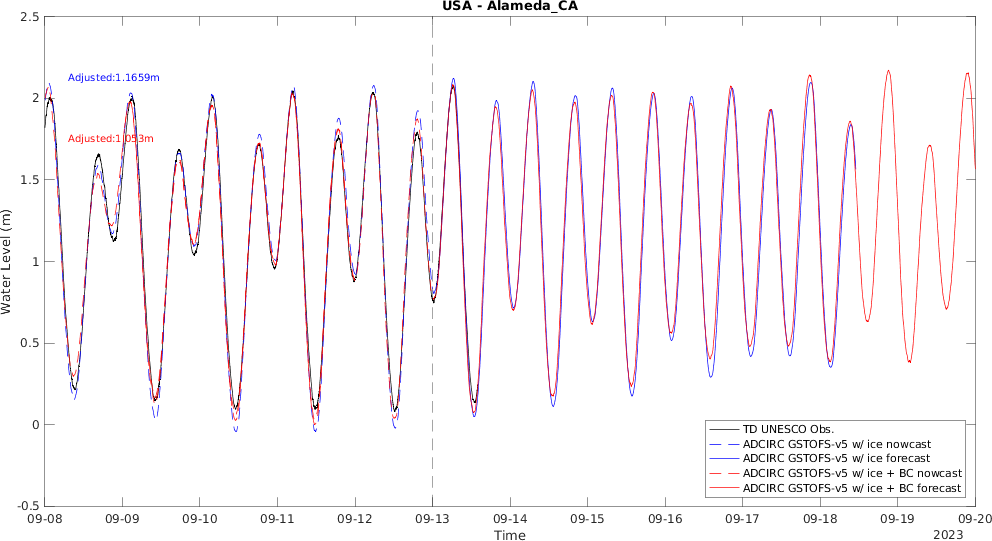 USA - Alameda_CA
2.5
2
1.5
1
0.5
0
-0.5
Water Level (m)
Adjusted:1.1659m
Adjusted:1.053m
TD UNESCO Obs.
ADCIRC GSTOFS-v5 w/ ice nowcast
ADCIRC GSTOFS-v5 w/ ice forecast
ADCIRC GSTOFS-v5 w/ ice + BC nowcast
ADCIRC GSTOFS-v5 w/ ice + BC forecast
09-08 09-09 09-10 09-11 09-12 09-13 09-14 09-15 09-16 09-17 09-18 09-19 09-20
Time
2023